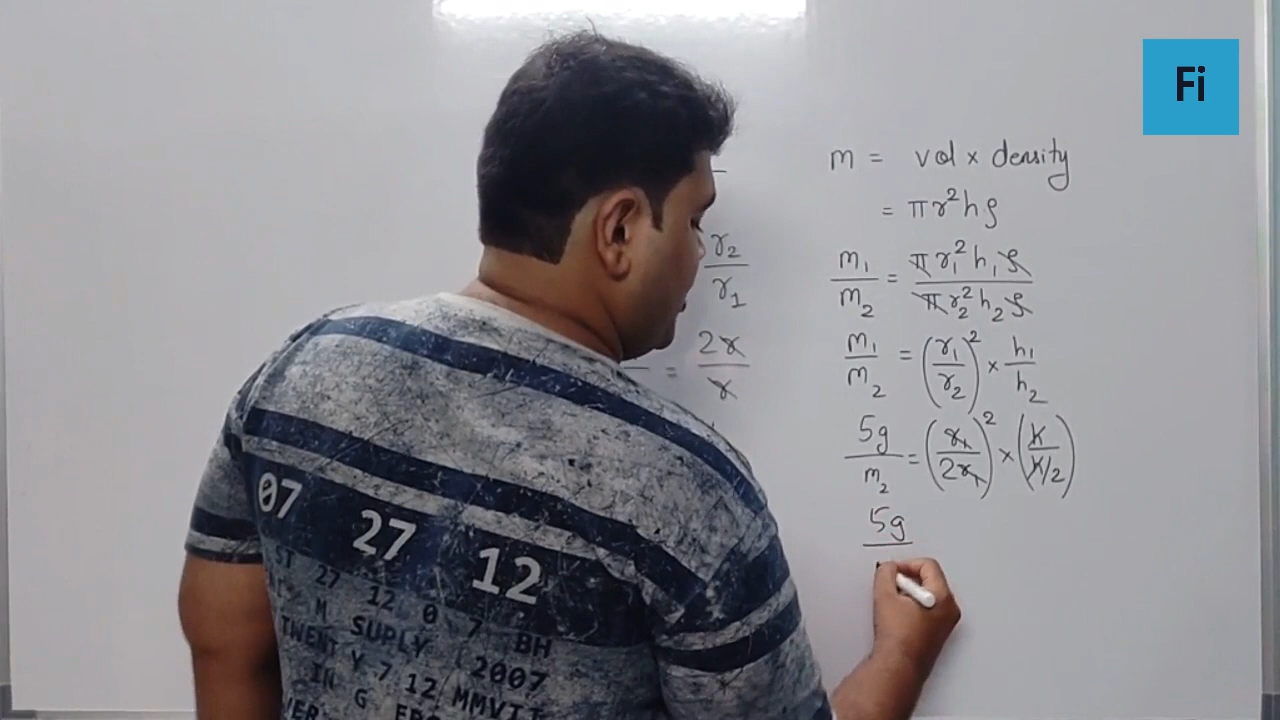 Fi
m = vol × density
= πr²hρ
r₂/r₁
m₁/m₂ = πr₁²h₁ρ/πr₂²h₂ρ
= 2r/r
m₁/m₂ = (r₁/r₂)² × h₁/h₂
5g/m₂ = (r₁/2r₁)² × (h/h/2)
5g
07 27 12
ST 27 12 0 7 BH
M SUPLY (2007
TWENT Y 7 12/MMVII
IN G